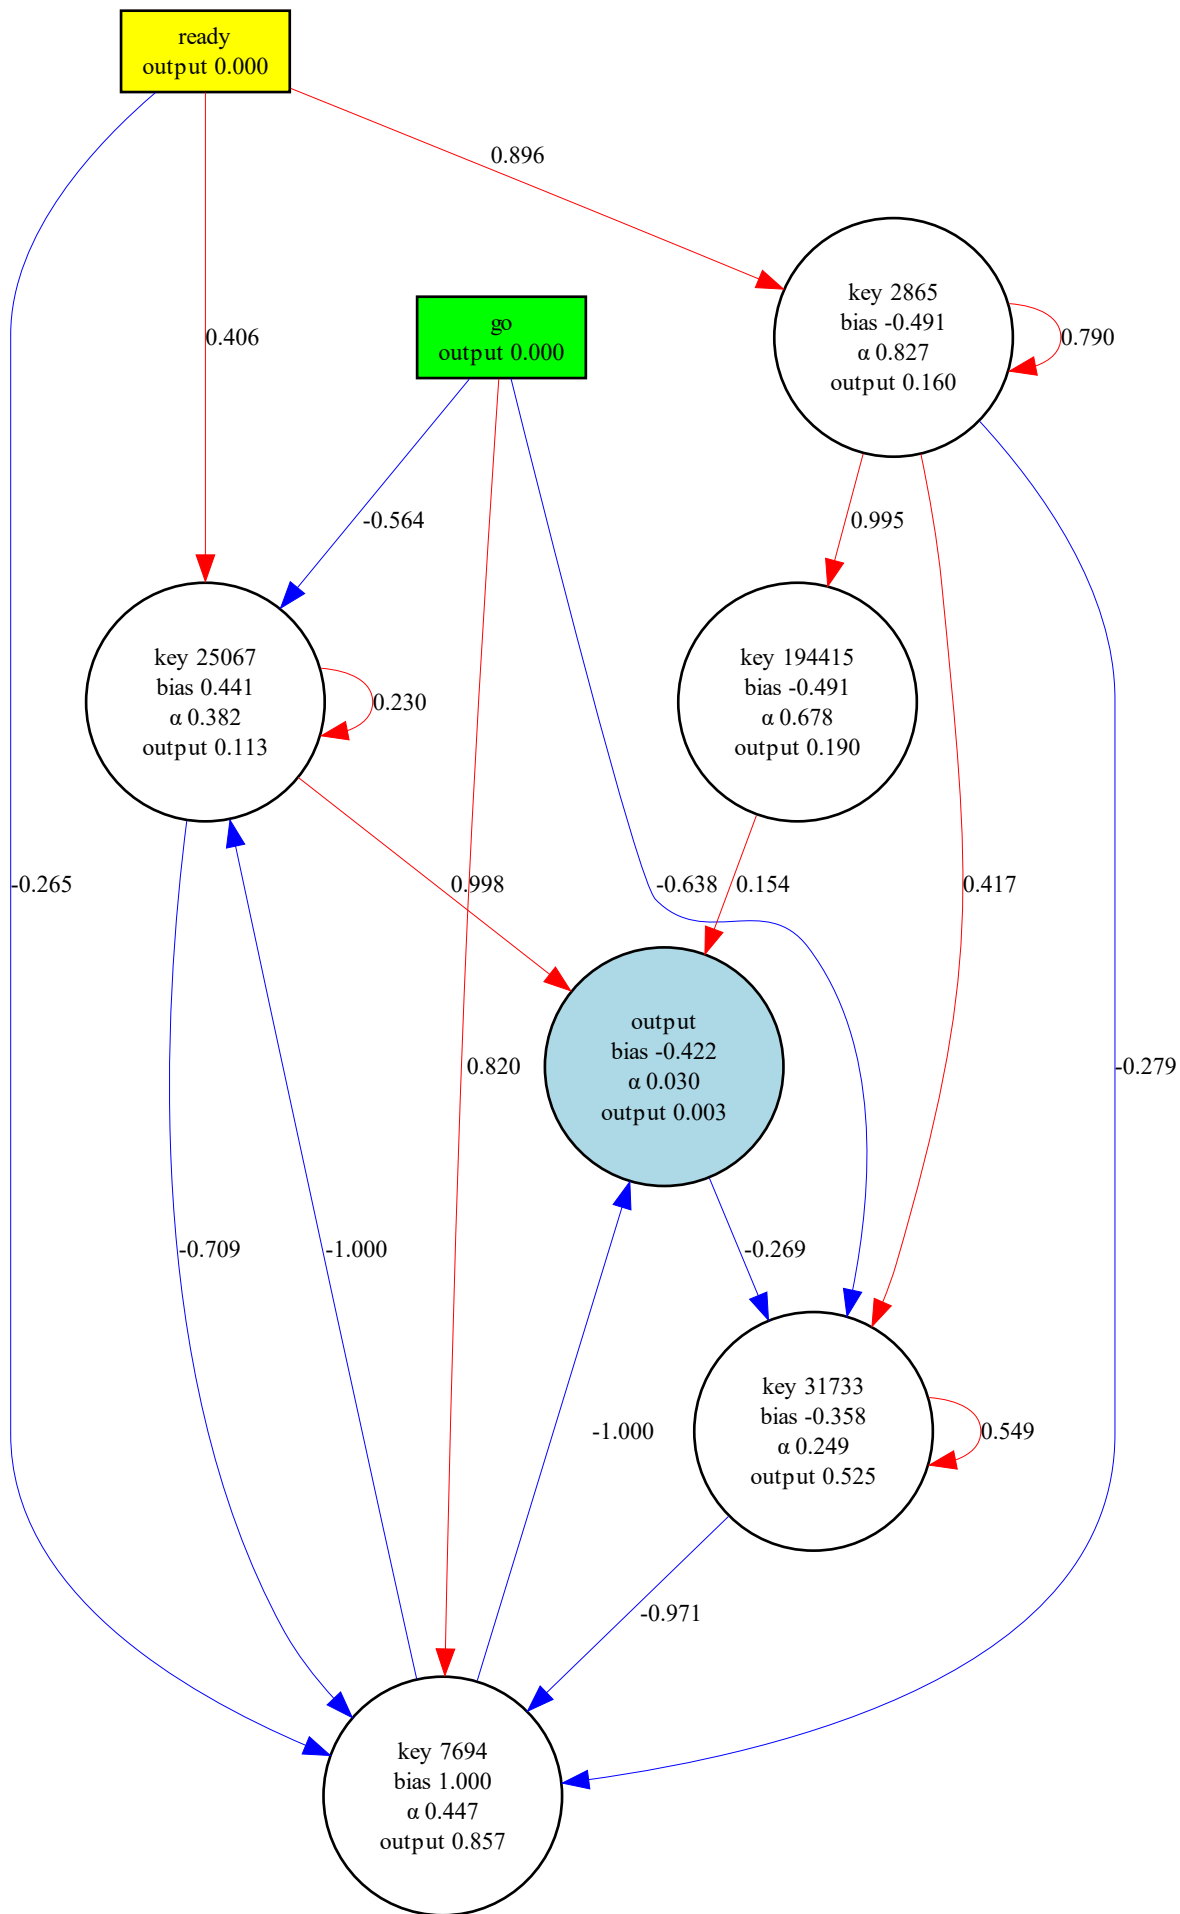 ready
output 0.000
0.896
key 2865
bias -0.491
α 0.827
output 0.160
0.790
go
output 0.000
0.406
-0.564
0.995
key 25067
bias 0.441
α 0.382
output 0.113
0.230
key 194415
bias -0.491
α 0.678
output 0.190
-0.265
0.998
-0.638
0.154
0.417
output
bias -0.422
α 0.030
output 0.003
0.820
-0.279
-0.709
-1.000
-0.269
key 31733
bias -0.358
α 0.249
output 0.525
0.549
-1.000
-0.971
key 7694
bias 1.000
α 0.447
output 0.857